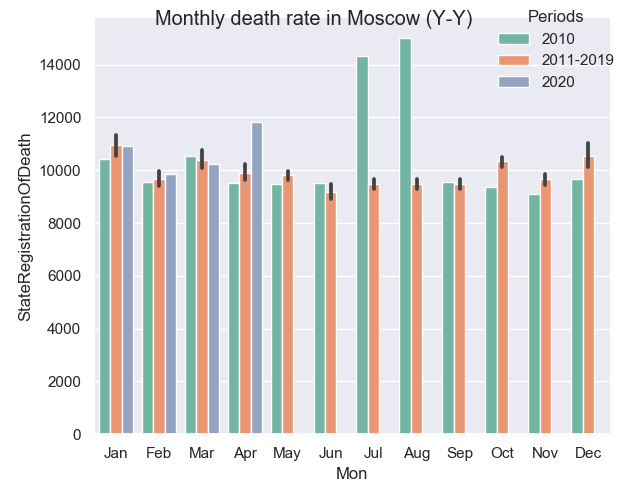 Monthly death rate in Moscow (Y-Y)
Periods
2010
2011-2019
2020
StateRegistrationOfDeath
14000
12000
10000
8000
6000
4000
2000
0
Jan Feb Mar Apr May Jun Jul Aug Sep Oct Nov Dec
Mon